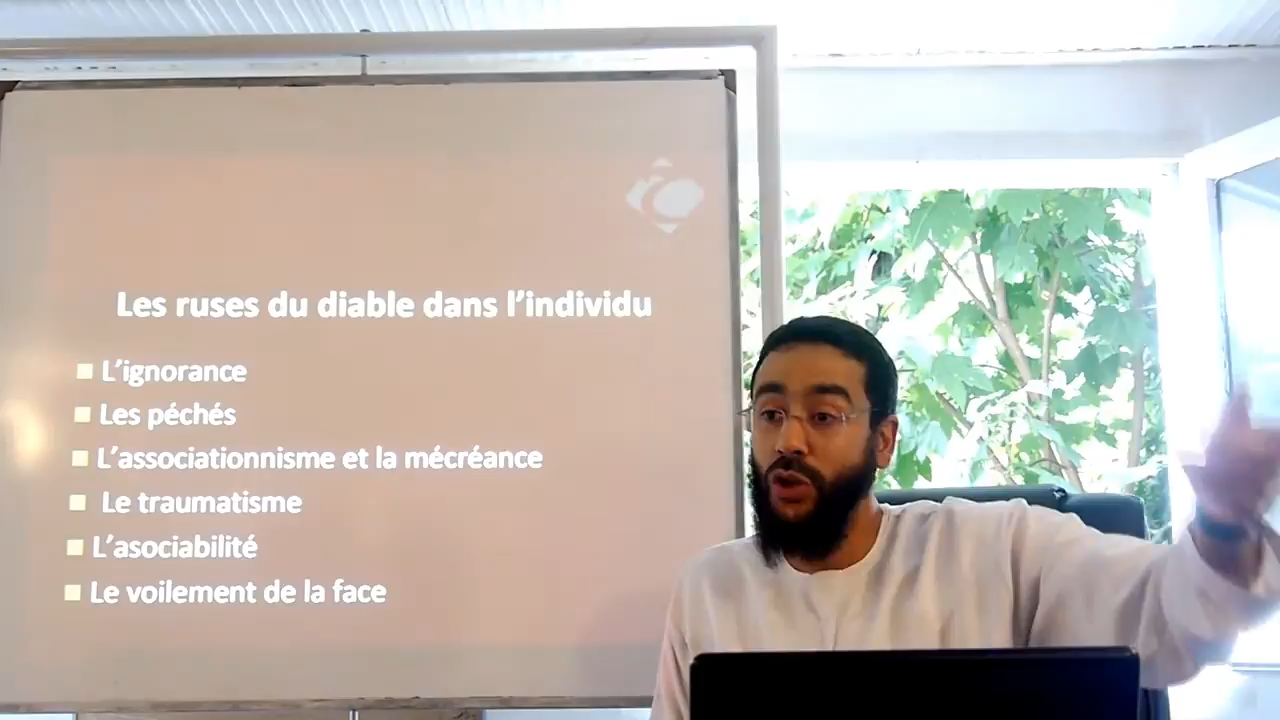 Les ruses du diable dans l'individu
L'ignorance
Les péchés
L'associationnisme et la mécréance
Le traumatisme
L'asociabilité
Le voilement de la face